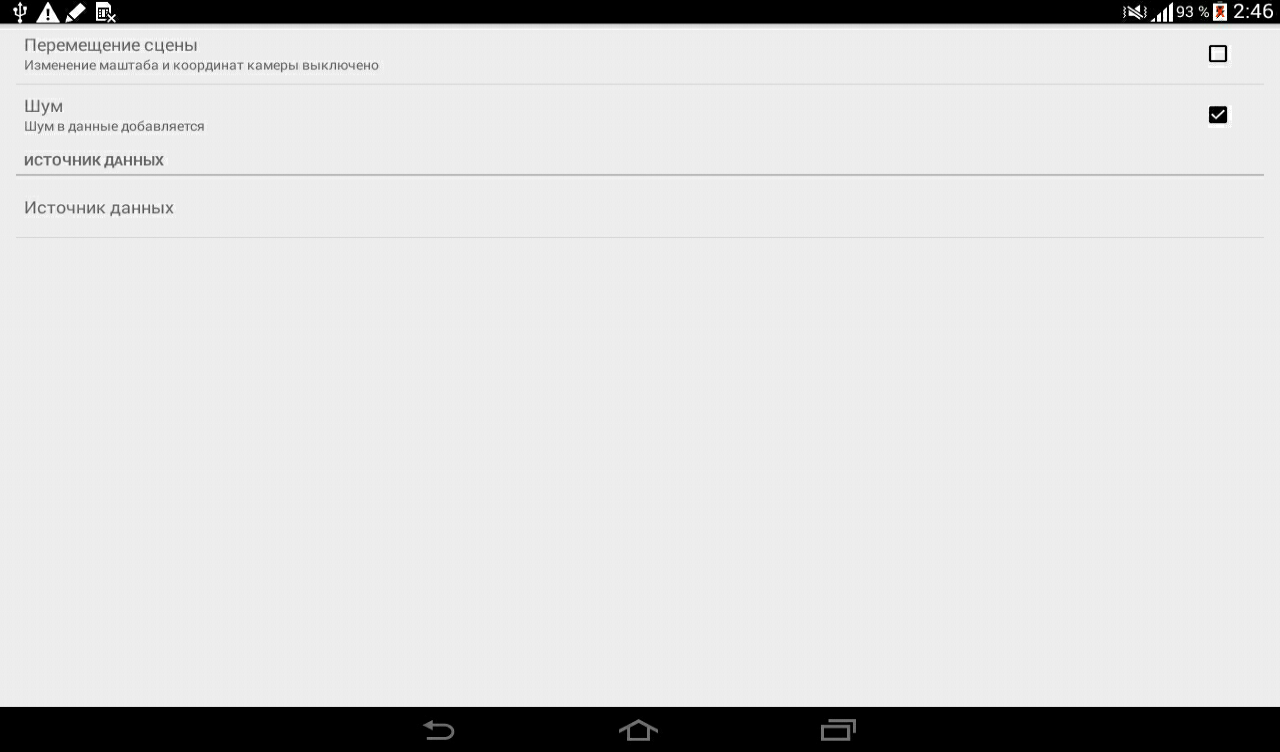 93 % 2:46
Перемещение сцены
Изменение маштаба и координат камеры выключено
Шум
Шум в данные добавляется
ИСТОЧНИК ДАННЫХ
Источник данных